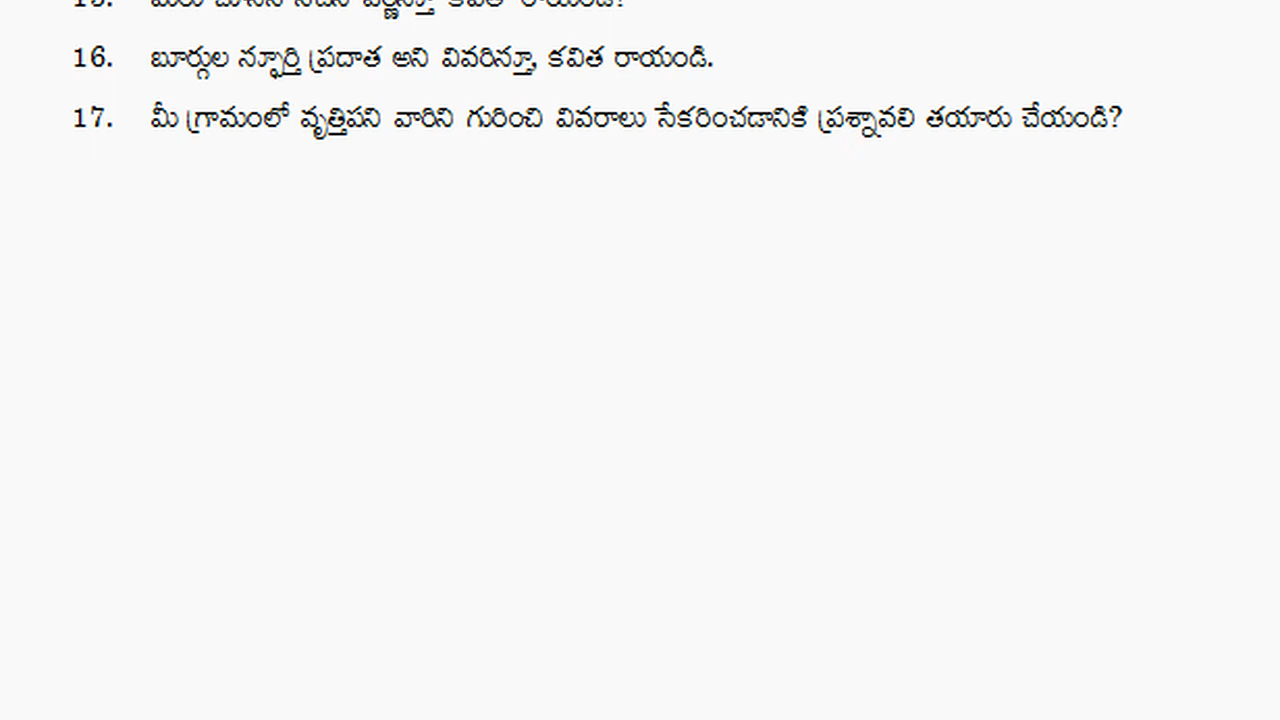 16. బూర్గుల స్ఫూర్తి ప్రదాత అని వివరిస్తూ, కవిత రాయండి.
17. మీ గ్రామంలో వృత్తిపని వారిని గురించి వివరాలు సేకరించడానికి ప్రశ్నావలి తయారు చేయండి?